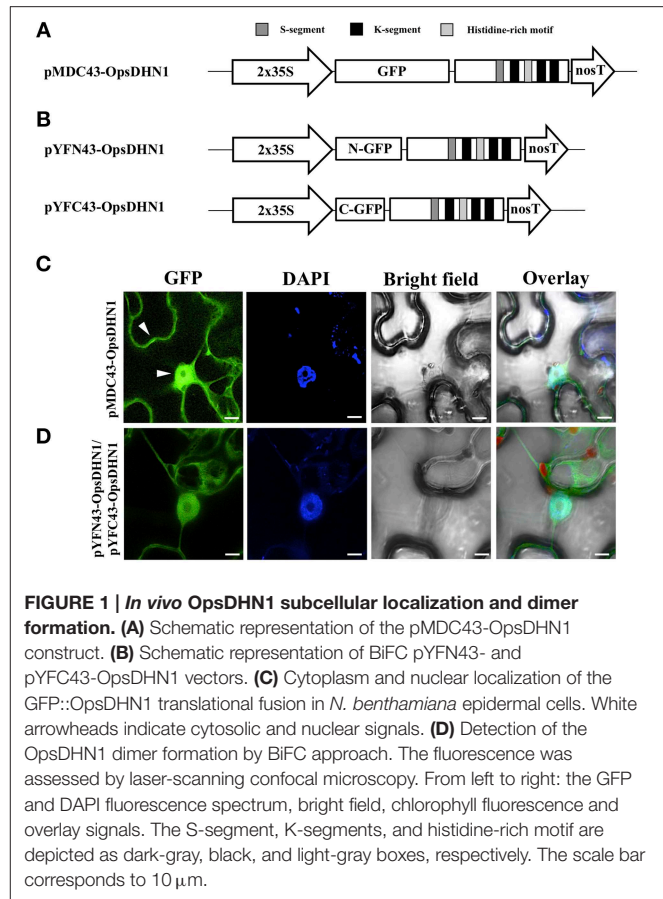 A
S-segment K-segment Histidine-rich motif
pMDC43-OpsDHN1
2x35S GFP nosT
B
pYFN43-OpsDHN1
2x35S N-GFP nosT
pYFC43-OpsDHN1
2x35S C-GFP nosT
C
GFP DAPI Bright field Overlay
pMDC43-OpsDHN1
D
pYFN43-OpsDHN1/
pYFC43-OpsDHN1
FIGURE 1 | In vivo OpsDHN1 subcellular localization and dimer
formation. (A) Schematic representation of the pMDC43-OpsDHN1
construct. (B) Schematic representation of BiFC pYFN43- and
pYFC43-OpsDHN1 vectors. (C) Cytoplasm and nuclear localization of the
GFP::OpsDHN1 translational fusion in N. benthamiana epidermal cells. White
arrowheads indicate cytosolic and nuclear signals. (D) Detection of the
OpsDHN1 dimer formation by BiFC approach. The fluorescence was
assessed by laser-scanning confocal microscopy. From left to right: the GFP
and DAPI fluorescence spectrum, bright field, chlorophyll fluorescence and
overlay signals. The S-segment, K-segments, and histidine-rich motif are
depicted as dark-gray, black, and light-gray boxes, respectively. The scale bar
corresponds to 10 μm.